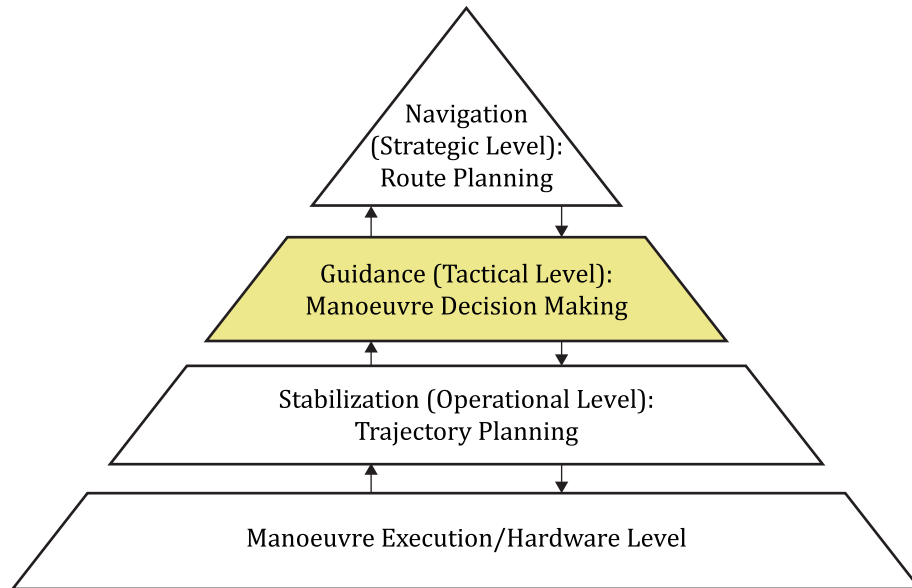 Navigation
(Strategic Level):
Route Planning
Guidance (Tactical Level):
Manoeuvre Decision Making
Stabilization (Operational Level):
Trajectory Planning
Manoeuvre Execution/Hardware Level